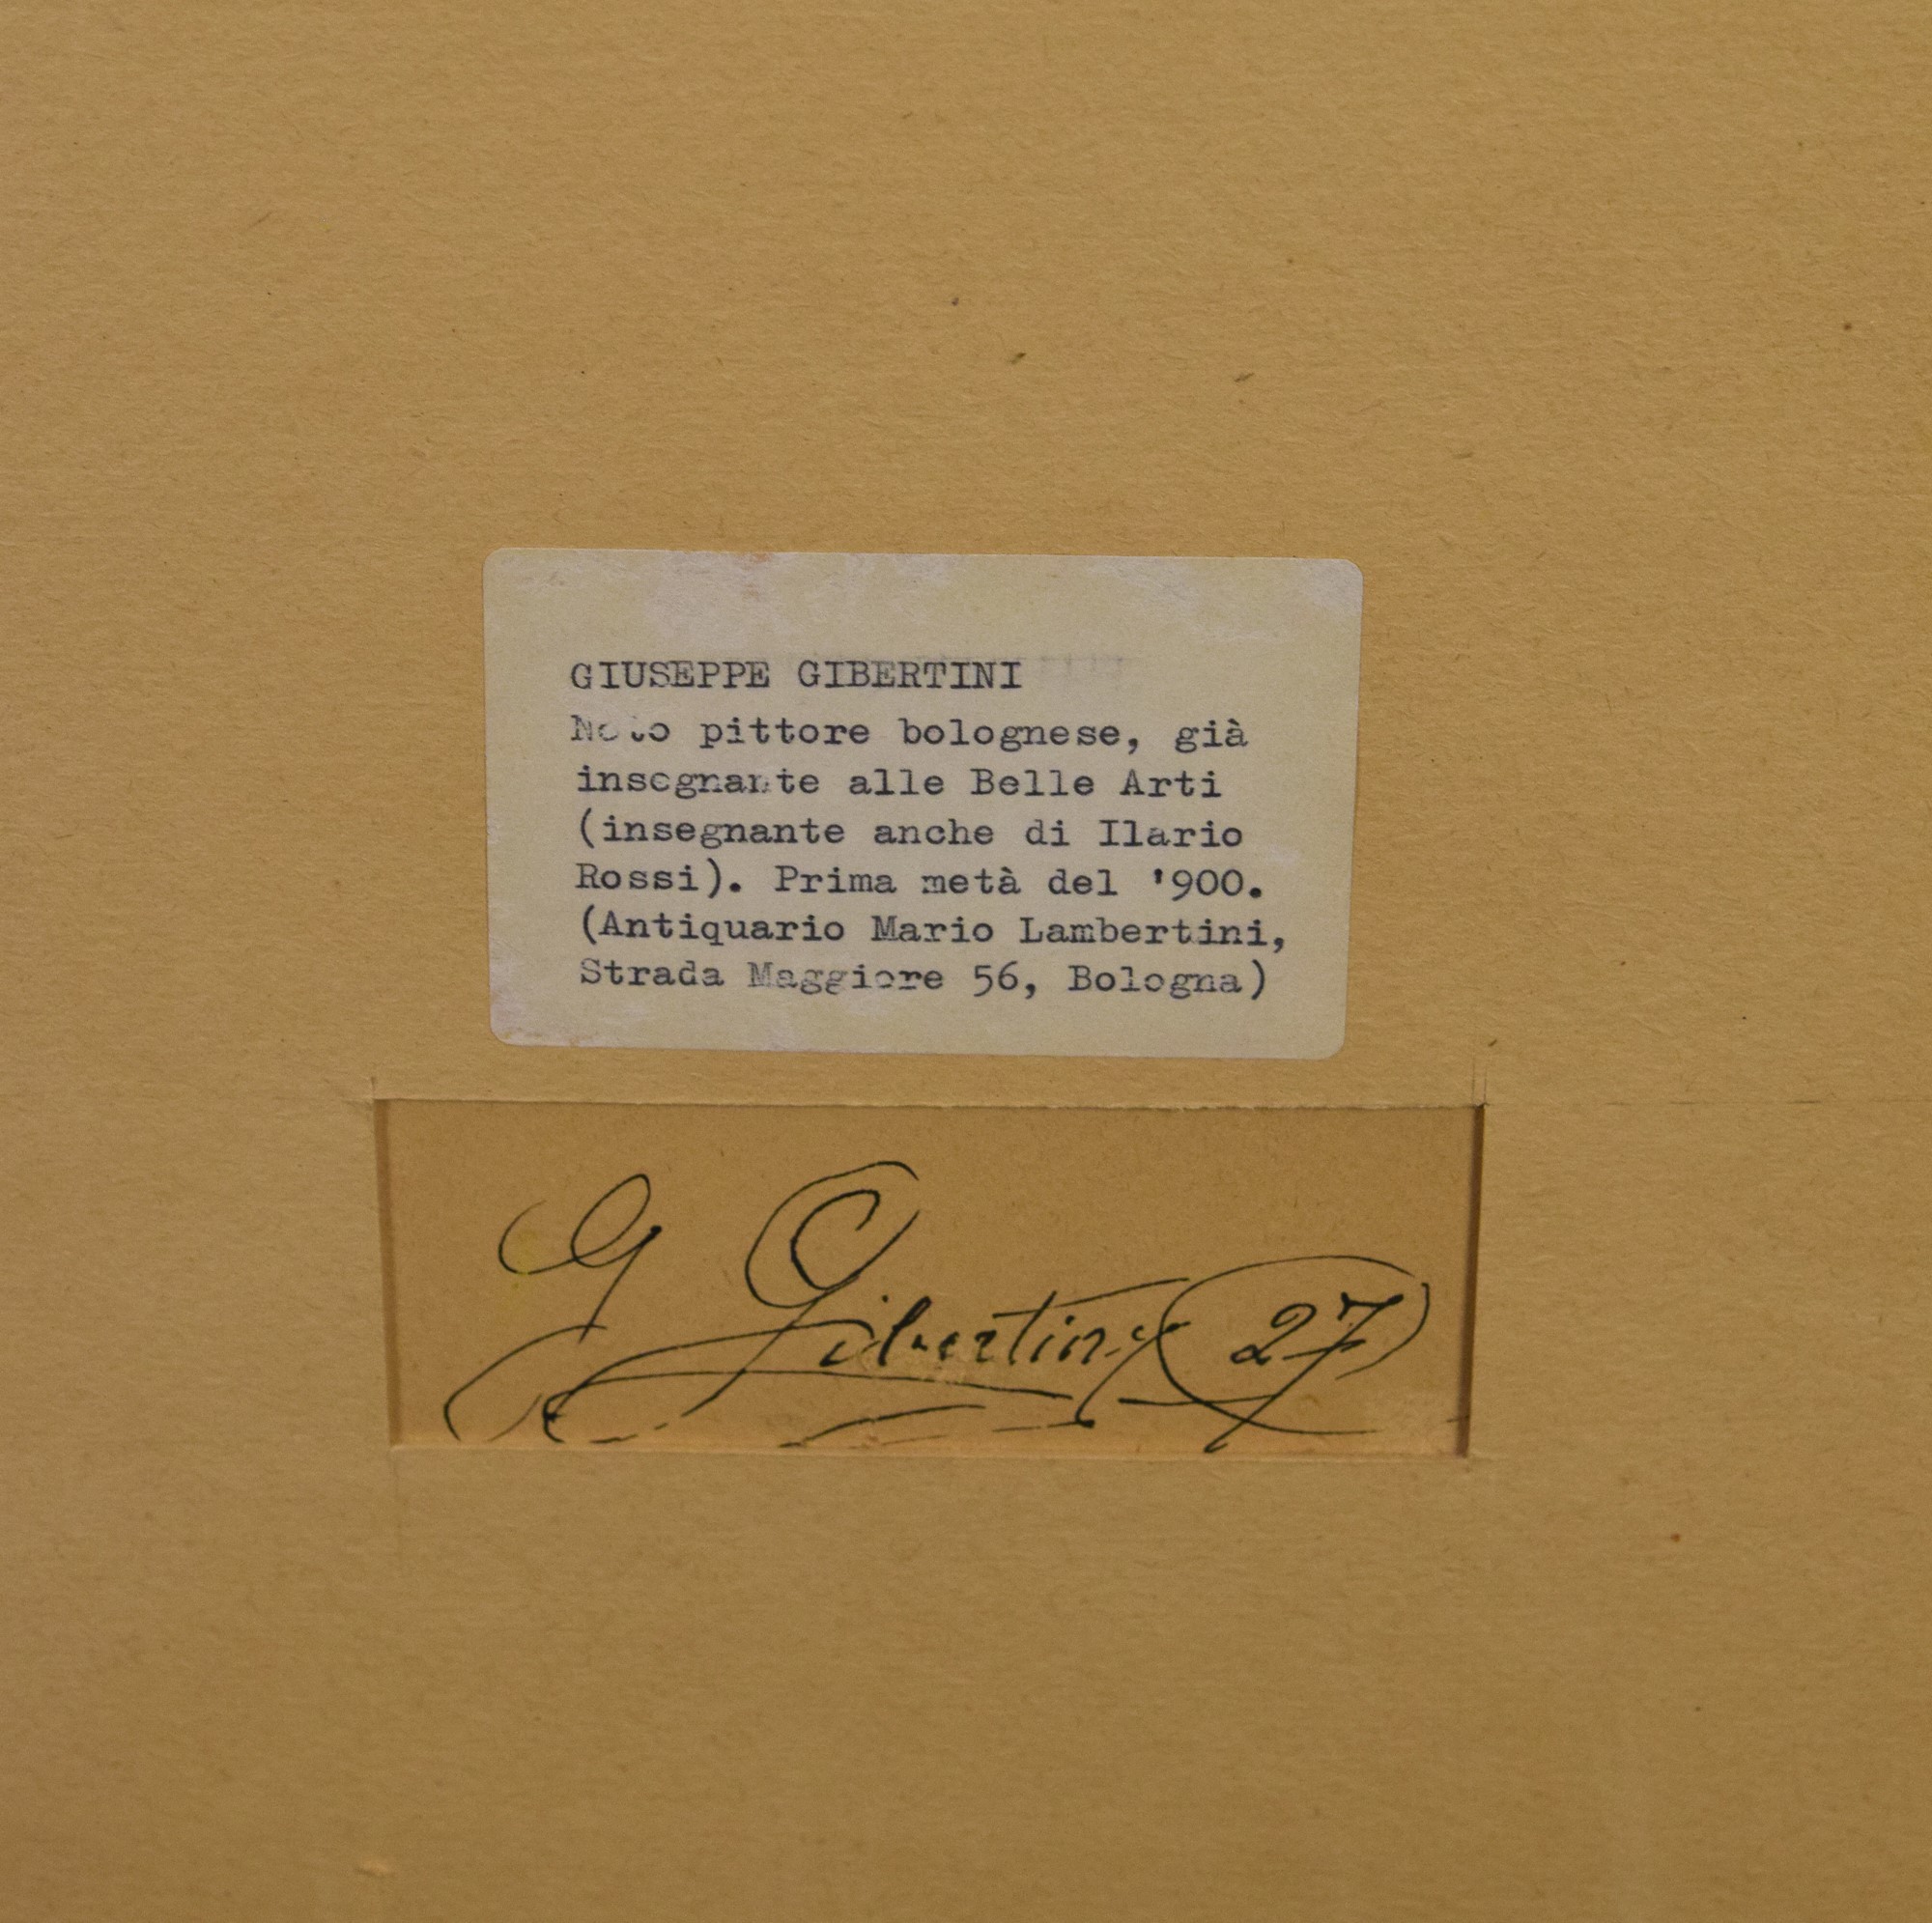 GIUSEPPE GIBERTINI
Noto pittore bolognese, già
insegnante alle Belle Arti
(insegnante anche di Ilario
Rossi). Prima metà del '900.
(Antiquario Mario Lambertini,
Strada Maggiore 56, Bologna)
G Gibertini 27